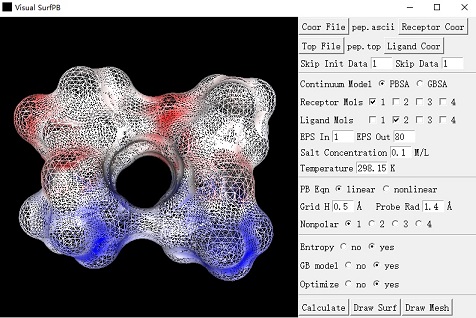 Visual SurfPB
Coor File pep.ascii Receptor Coor
Top File pep.top Ligand Coor
Skip Init Data 1 Skip Data 1
Continuum Model PBSA GBSA
Receptor Mols 1 2 3 4
Ligand Mols 1 2 3 4
EPS In 1 EPS Out 80
Salt Concentration 0.1 M/L
Temperature 298.15 K
PB Eqn linear nonlinear
Grid H 0.5 Å Probe Rad 1.4 Å
Nonpolar 1 2 3 4
Entropy no yes
GB model no yes
Optimize no yes
Calculate Draw Surf Draw Mesh